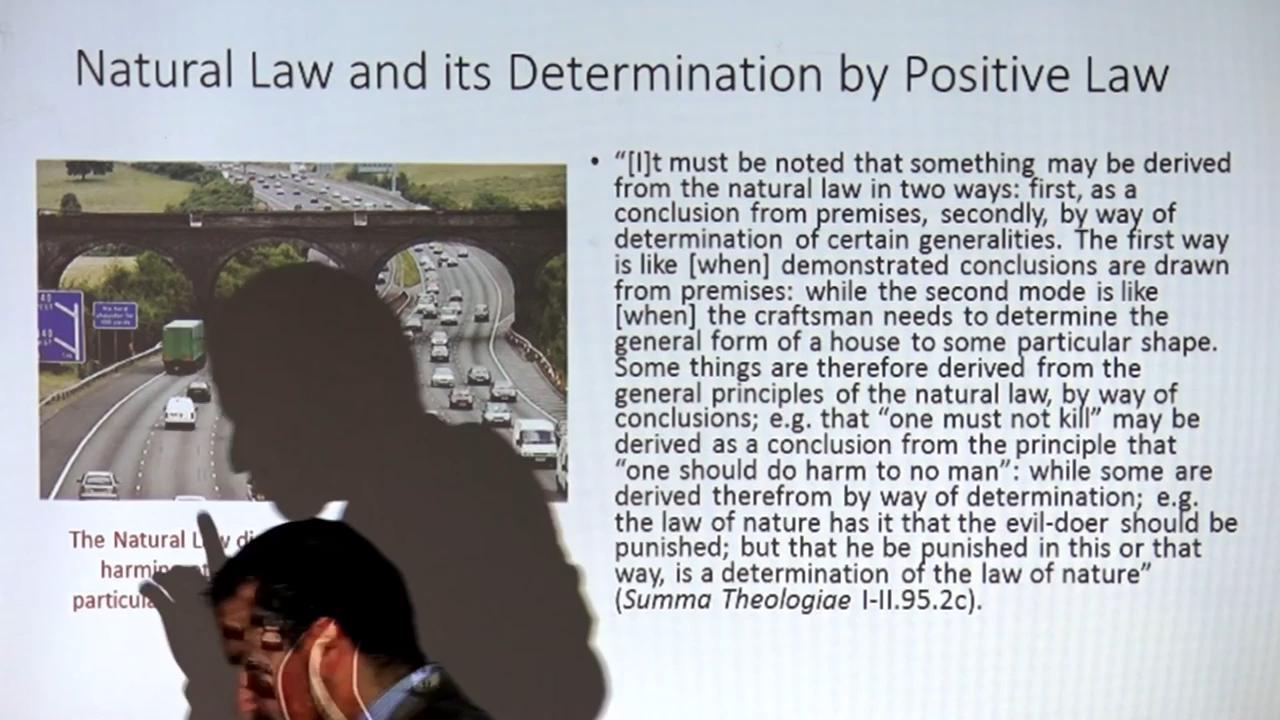 Natural Law and its Determination by Positive Law
• “[I]t must be noted that something may be derived
from the natural law in two ways: first, as a
conclusion from premises, secondly, by way of
determination of certain generalities. The first way
is like [when] demonstrated conclusions are drawn
from premises: while the second mode is like
[when] the craftsman needs to determine the
general form of a house to some particular shape.
Some things are therefore derived from the
general principles of the natural law, by way of
conclusions; e.g. that “one must not kill” may be
derived as a conclusion from the principle that
“one should do harm to no man”: while some are
derived therefrom by way of determination; e.g.
the law of nature has it that the evil-doer should be
punished; but that he be punished in this or that
way, is a determination of the law of nature”
(Summa Theologiae I-II.95.2c).
The Natural